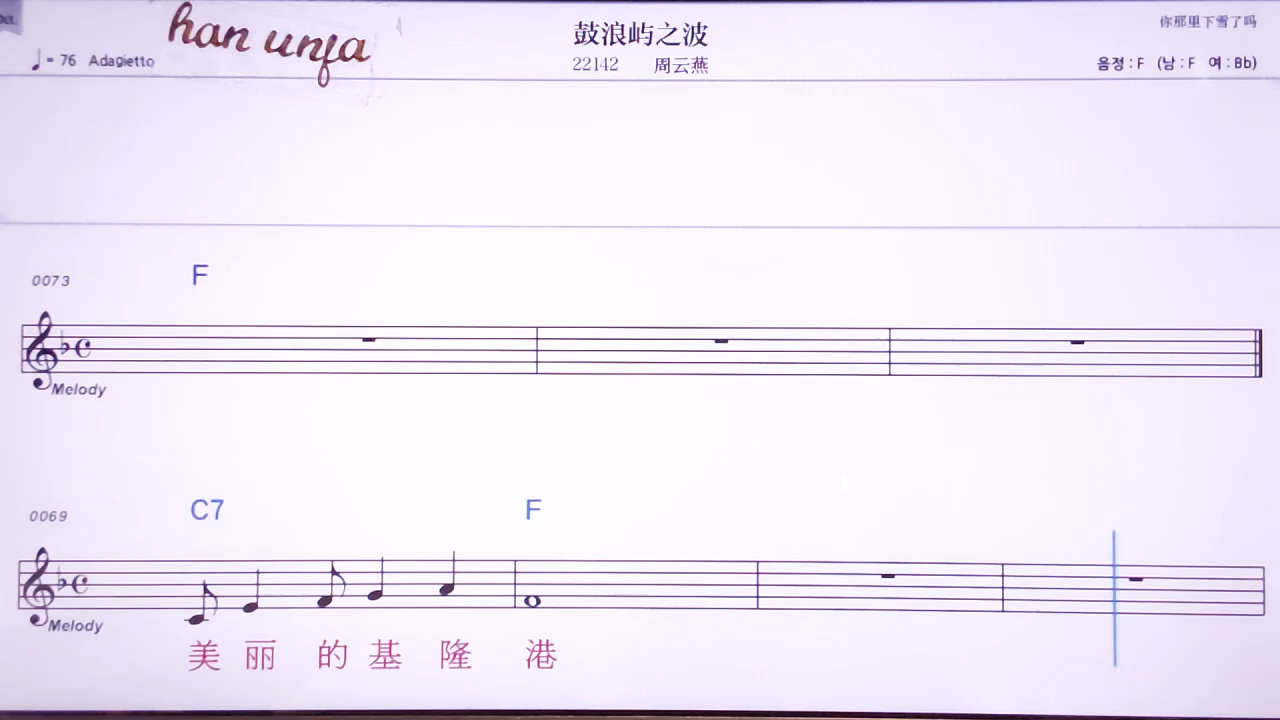 han unfa
鼓浪屿之波
你那里下雪了吗
♩= 76 Adagietto
22142 周云燕
음정 : F (남 : F 여 : Bb)
0073 F
Melody
0069 C7 F
Melody
美 丽 的 基 隆 港